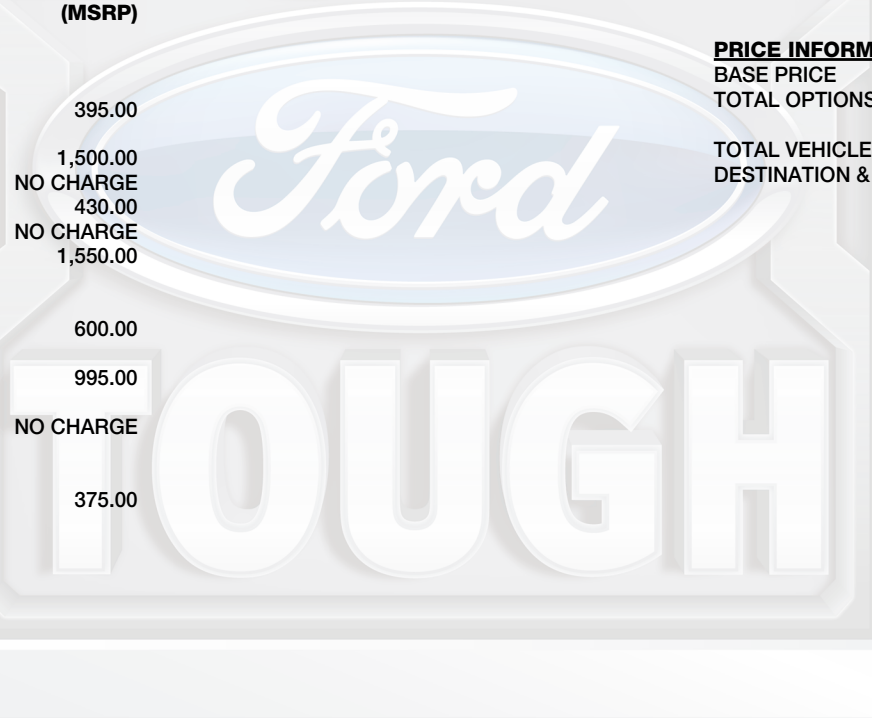 (MSRP)
395.00
1,500.00
NO CHARGE
430.00
NO CHARGE
1,550.00
600.00
995.00
NO CHARGE
375.00
PRICE INFORM
BASE PRICE
TOTAL OPTIONS
TOTAL VEHICLE
DESTINATION &
Ford
TOUGH